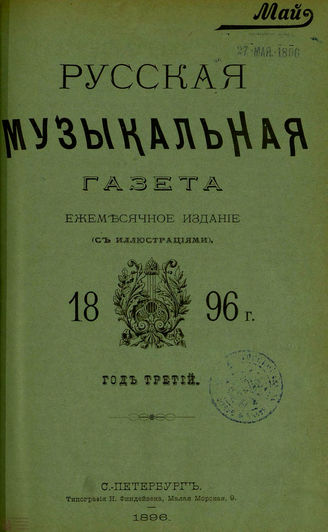 Май
27 МАЯ 1896
РУССКАЯ
МУЗЫКАЛЬНАЯ
ГАЗЕТА
ЕЖЕМѢСЯЧНОЕ ИЗДАНІЕ
(СЪ ИЛЛЮСТРАЦІЯМИ).
18 96 г.
ГОДЪ ТРЕТІЙ.
С.-ПЕТЕРБУРГЪ.
Типографія Н. Финдейзена, Малая Морская, 9.
1896.